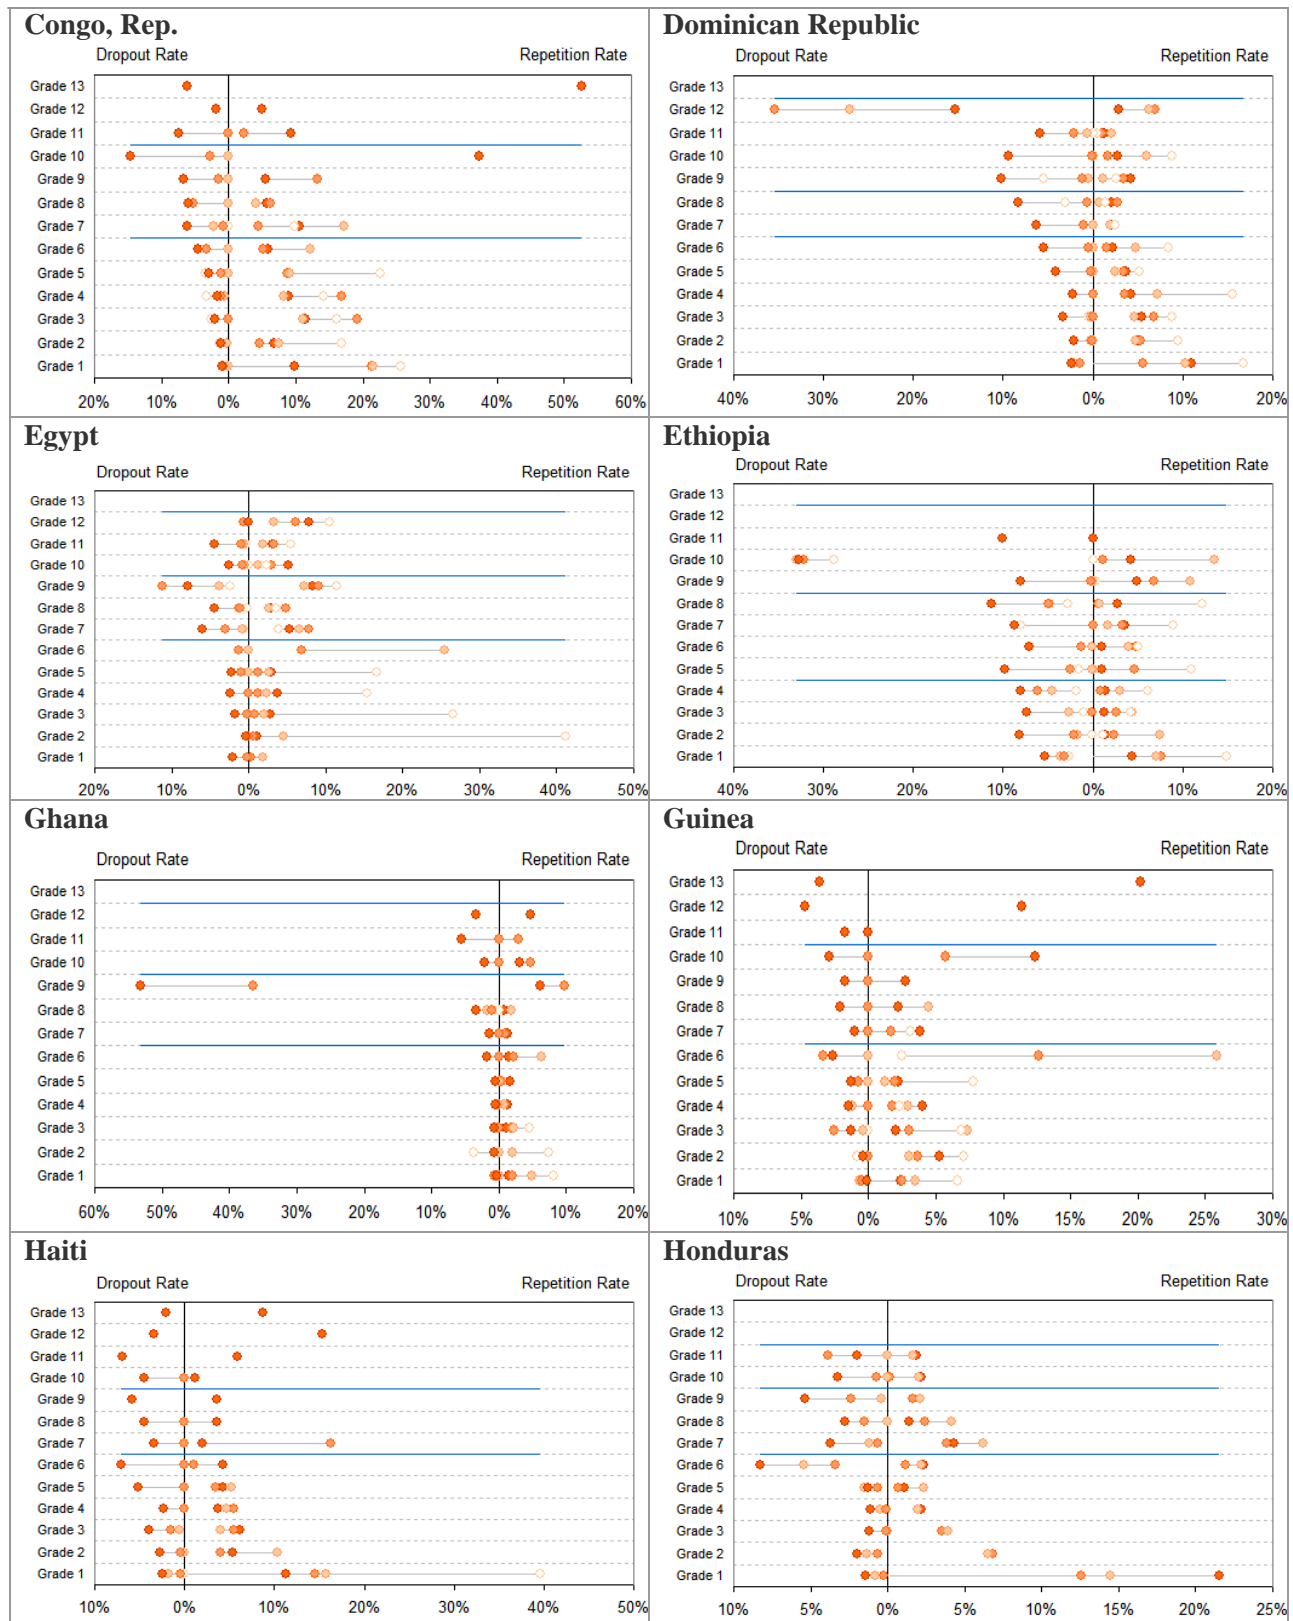 Congo, Rep.
Dropout Rate Repetition Rate
Grade 13
Grade 12
Grade 11
Grade 10
Grade 9
Grade 8
Grade 7
Grade 6
Grade 5
Grade 4
Grade 3
Grade 2
Grade 1
20% 10% 0% 10% 20% 30% 40% 50% 60%
Dominican Republic
Dropout Rate Repetition Rate
Grade 13
Grade 12
Grade 11
Grade 10
Grade 9
Grade 8
Grade 7
Grade 6
Grade 5
Grade 4
Grade 3
Grade 2
Grade 1
40% 30% 20% 10% 0% 10% 20%
Egypt
Dropout Rate Repetition Rate
Grade 13
Grade 12
Grade 11
Grade 10
Grade 9
Grade 8
Grade 7
Grade 6
Grade 5
Grade 4
Grade 3
Grade 2
Grade 1
20% 10% 0% 10% 20% 30% 40% 50%
Ethiopia
Dropout Rate Repetition Rate
Grade 13
Grade 12
Grade 11
Grade 10
Grade 9
Grade 8
Grade 7
Grade 6
Grade 5
Grade 4
Grade 3
Grade 2
Grade 1
40% 30% 20% 10% 0% 10% 20%
Ghana
Dropout Rate Repetition Rate
Grade 13
Grade 12
Grade 11
Grade 10
Grade 9
Grade 8
Grade 7
Grade 6
Grade 5
Grade 4
Grade 3
Grade 2
Grade 1
60% 50% 40% 30% 20% 10% 0% 10% 20%
Guinea
Dropout Rate Repetition Rate
Grade 13
Grade 12
Grade 11
Grade 10
Grade 9
Grade 8
Grade 7
Grade 6
Grade 5
Grade 4
Grade 3
Grade 2
Grade 1
10% 5% 0% 5% 10% 15% 20% 25% 30%
Haiti
Dropout Rate Repetition Rate
Grade 13
Grade 12
Grade 11
Grade 10
Grade 9
Grade 8
Grade 7
Grade 6
Grade 5
Grade 4
Grade 3
Grade 2
Grade 1
10% 0% 10% 20% 30% 40% 50%
Honduras
Dropout Rate Repetition Rate
Grade 13
Grade 12
Grade 11
Grade 10
Grade 9
Grade 8
Grade 7
Grade 6
Grade 5
Grade 4
Grade 3
Grade 2
Grade 1
10% 5% 0% 5% 10% 15% 20% 25%